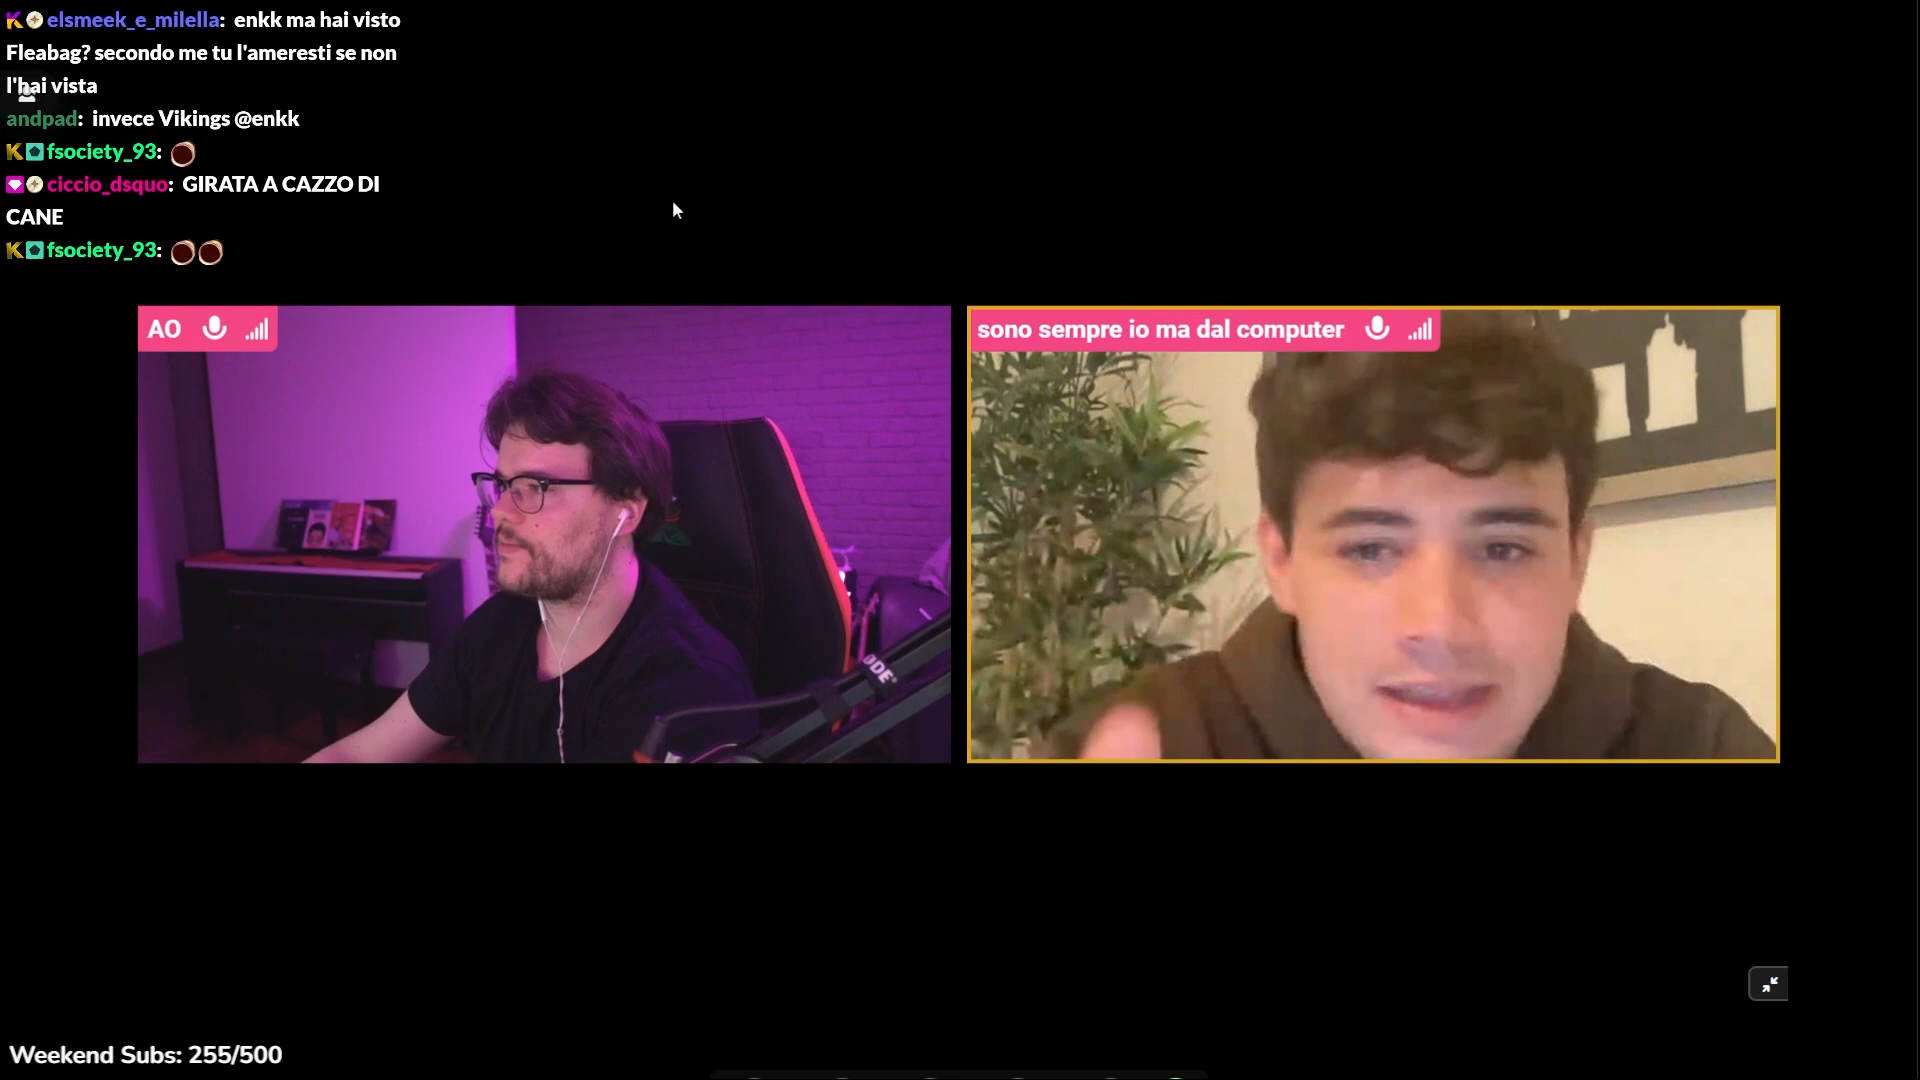 elsmeek_e_milella: enkk ma hai visto
Fleabag? secondo me tu l'ameresti se non
l'hai vista
andpad: invece Vikings @enkk
fsociety_93:
ciccio_dsquo: GIRATA A CAZZO DI
CANE
fsociety_93:
AO
sono sempre io ma dal computer
ODE
Weekend Subs: 255/500